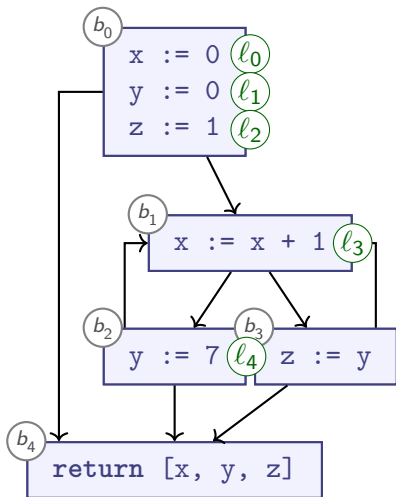 b₀
x := 0 ℓ₀
y := 0 ℓ₁
z := 1 ℓ₂
b₁
x := x + 1 ℓ₃
b₂
y := 7 ℓ₄
b₃
z := y
b₄
return [x, y, z]